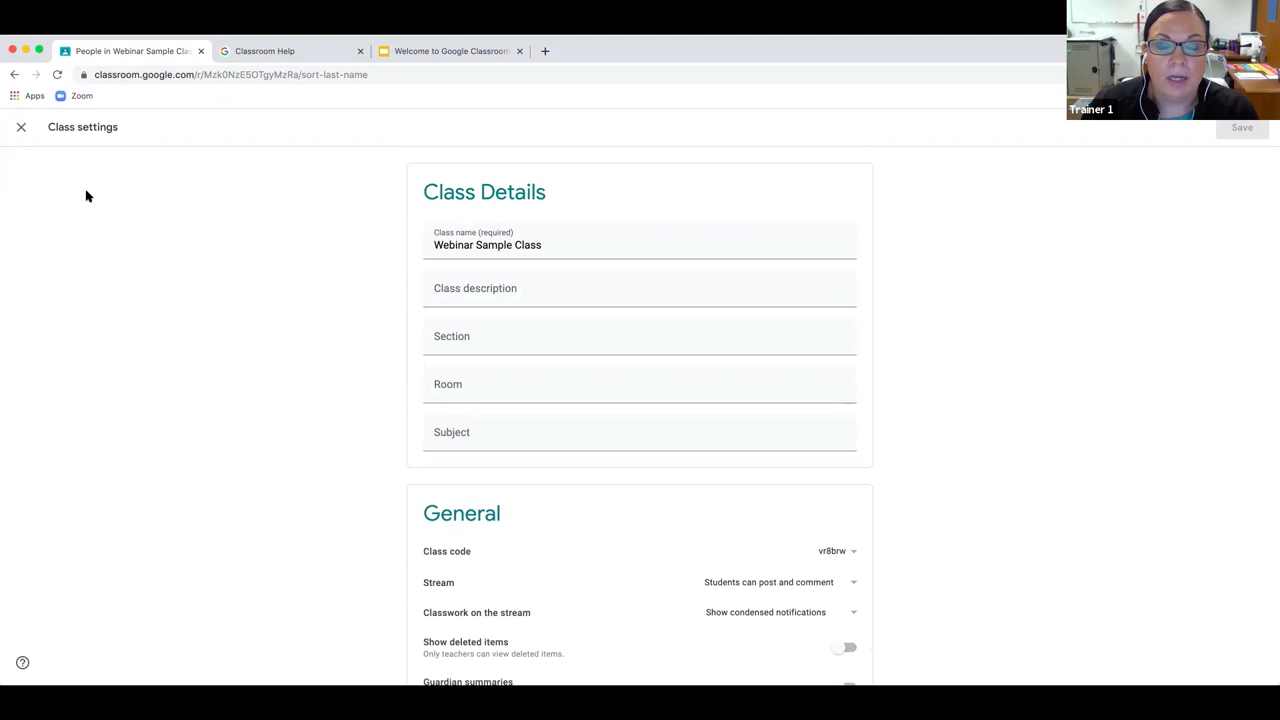 People in Webinar Sample Clas
Classroom Help
Welcome to Google Classroom
classroom.google.com/r/Mzk0NzE5OTgyMzRa/sort-last-name
Apps
Zoom
Trainer 1
Class settings
Save
Class Details
Class name (required)
Webinar Sample Class
Class description
Section
Room
Subject
General
Class code
vr8brw
Stream
Students can post and comment
Classwork on the stream
Show condensed notifications
Show deleted items
Only teachers can view deleted items.
Guardian summaries